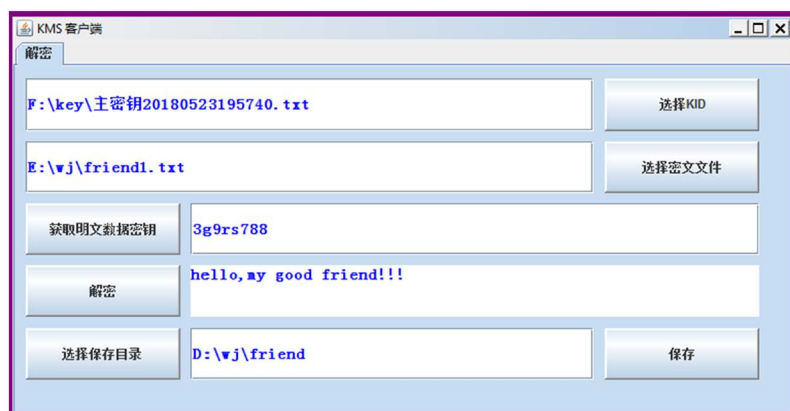 KMS 客户端
解密
F:\key\主密钥20180523195740.txt
选择KID
E:\wj\friend1.txt
选择密文文件
获取明文数据密钥
3g9rs788
解密
hello,my good friend!!!
选择保存目录
D:\wj\friend
保存